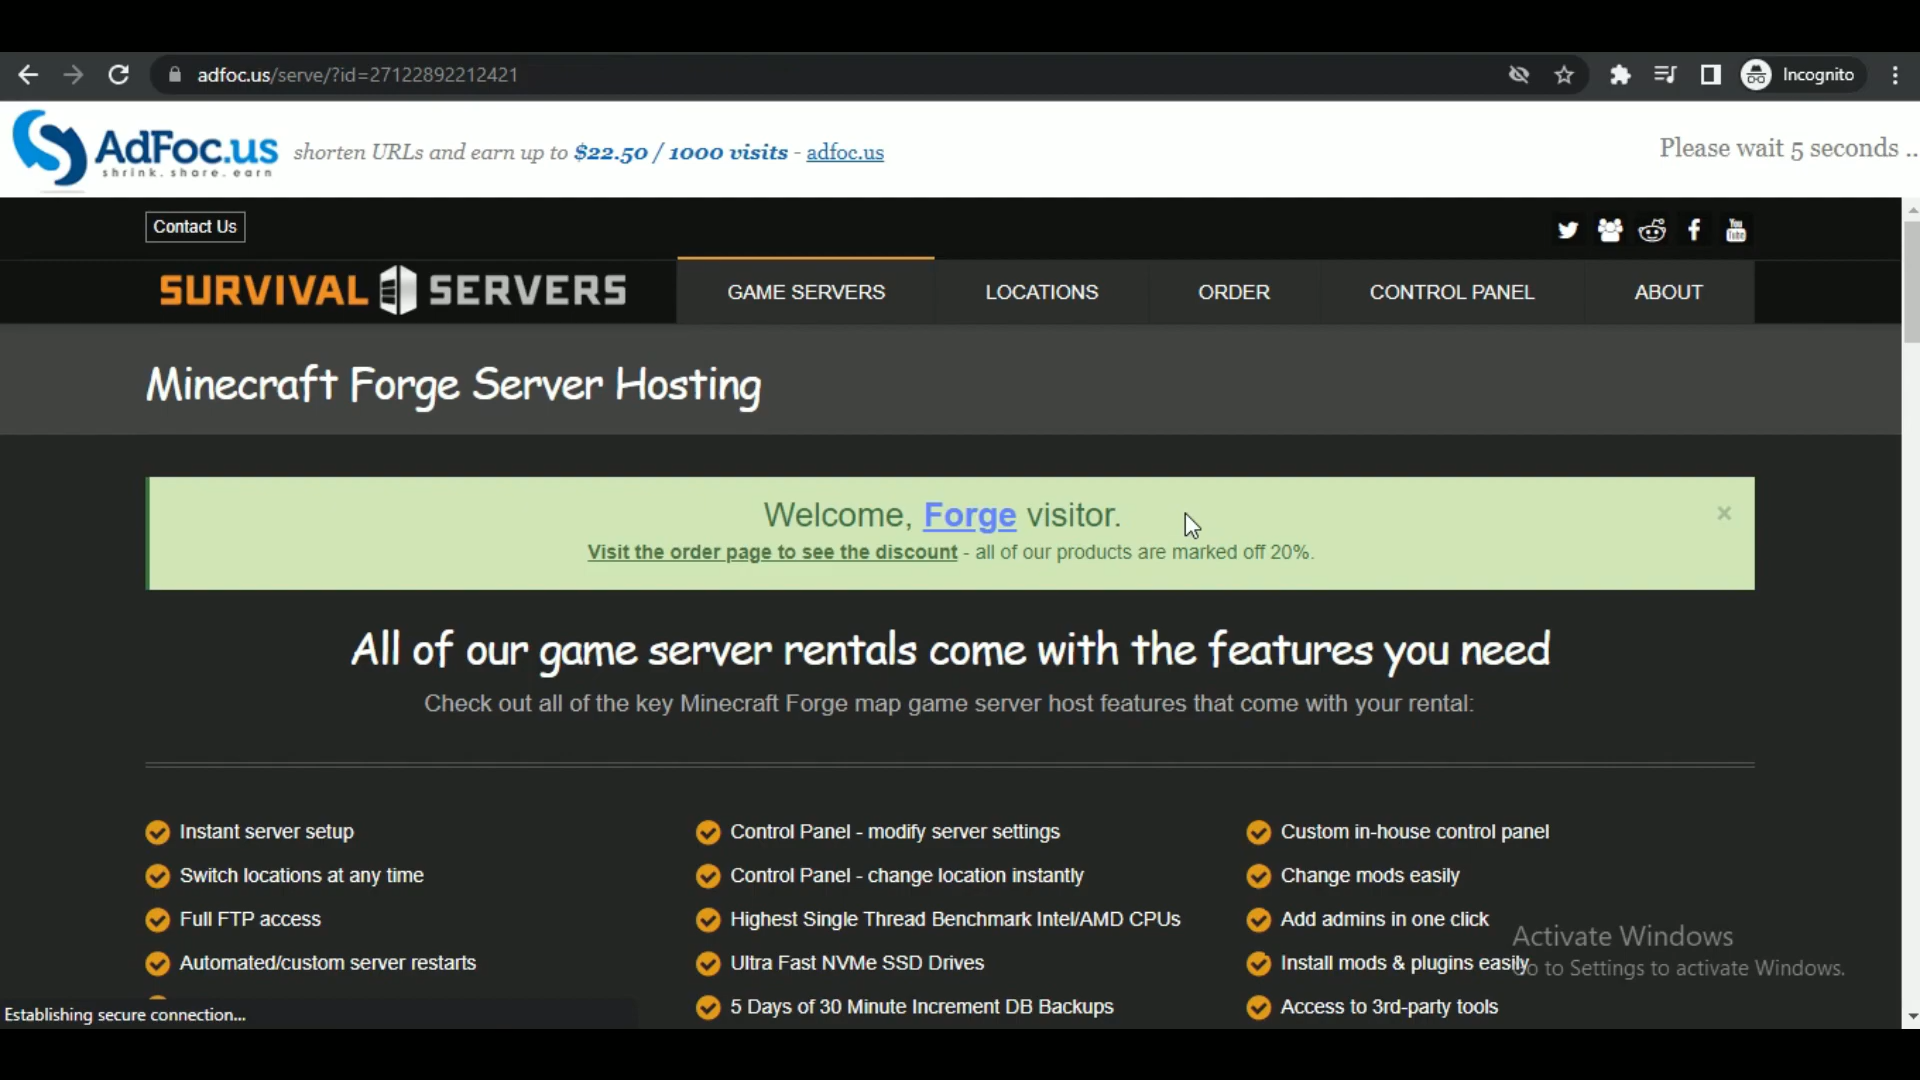 adfoc.us/serve/?id=27122892212421
Incognito
AdFoc.us
shrink. share. earn
shorten URLs and earn up to $22.50 / 1000 visits - adfoc.us
Please wait 5 seconds ..
Contact Us
You Tube
SURVIVAL SERVERS
GAME SERVERS
LOCATIONS
ORDER
CONTROL PANEL
ABOUT
Minecraft Forge Server Hosting
Welcome, Forge visitor.
×
Visit the order page to see the discount - all of our products are marked off 20%.
All of our game server rentals come with the features you need
Check out all of the key Minecraft Forge map game server host features that come with your rental:
Instant server setup
Control Panel - modify server settings
Custom in-house control panel
Switch locations at any time
Control Panel - change location instantly
Change mods easily
Full FTP access
Highest Single Thread Benchmark Intel/AMD CPUs
Add admins in one click
Activate Windows
Automated/custom server restarts
Ultra Fast NVMe SSD Drives
Install mods & plugins easily
Go to Settings to activate Windows.
5 Days of 30 Minute Increment DB Backups
Access to 3rd-party tools
Establishing secure connection...